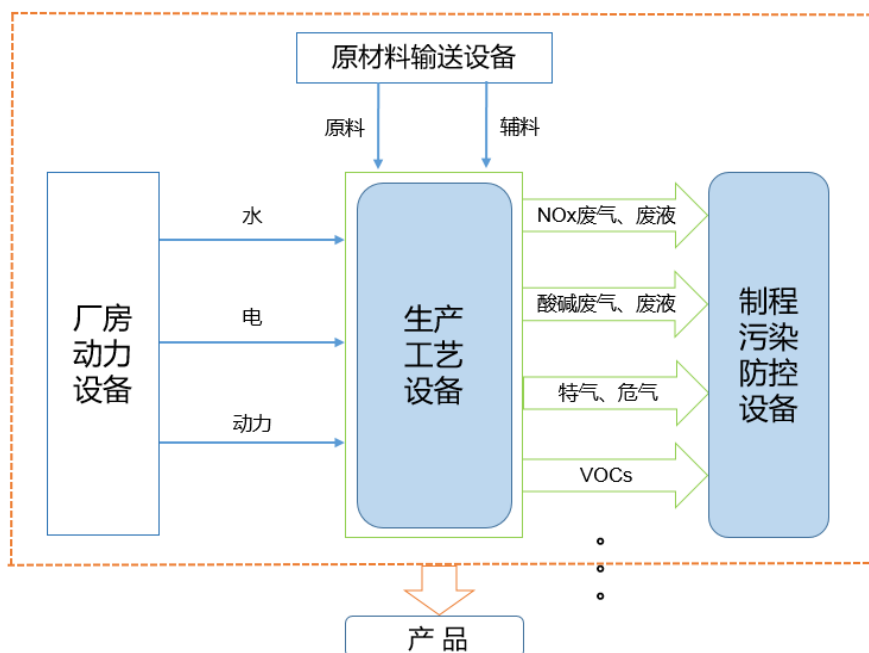 原材料输送设备
原料
辅料
厂房
动力
设备
水
电
动力
生产
工艺
设备
NOx废气、废液
酸碱废气、废液
特气、危气
VOCs
制程
污染
防控
设备
产品